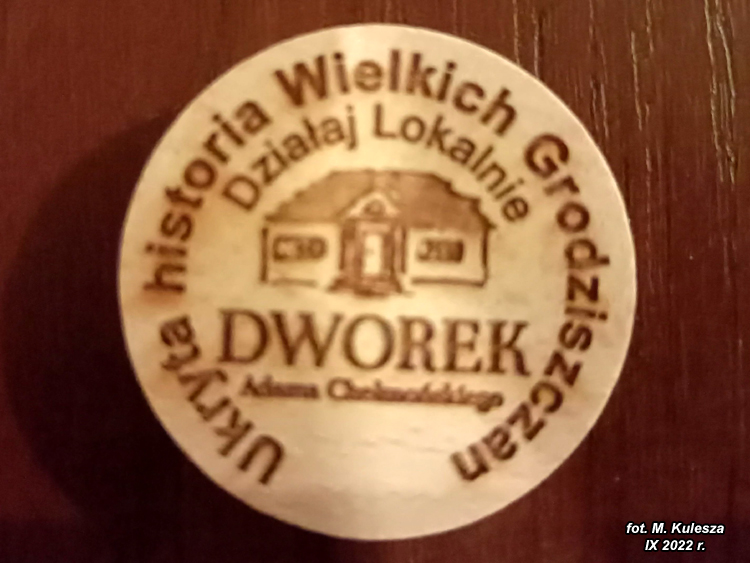 Ukryta historia Wielkich Grodziszczan
Działaj Lokalnie
DWOREK
Adama Chełmońskiego
fot. M. Kulesza
IX 2022 r.